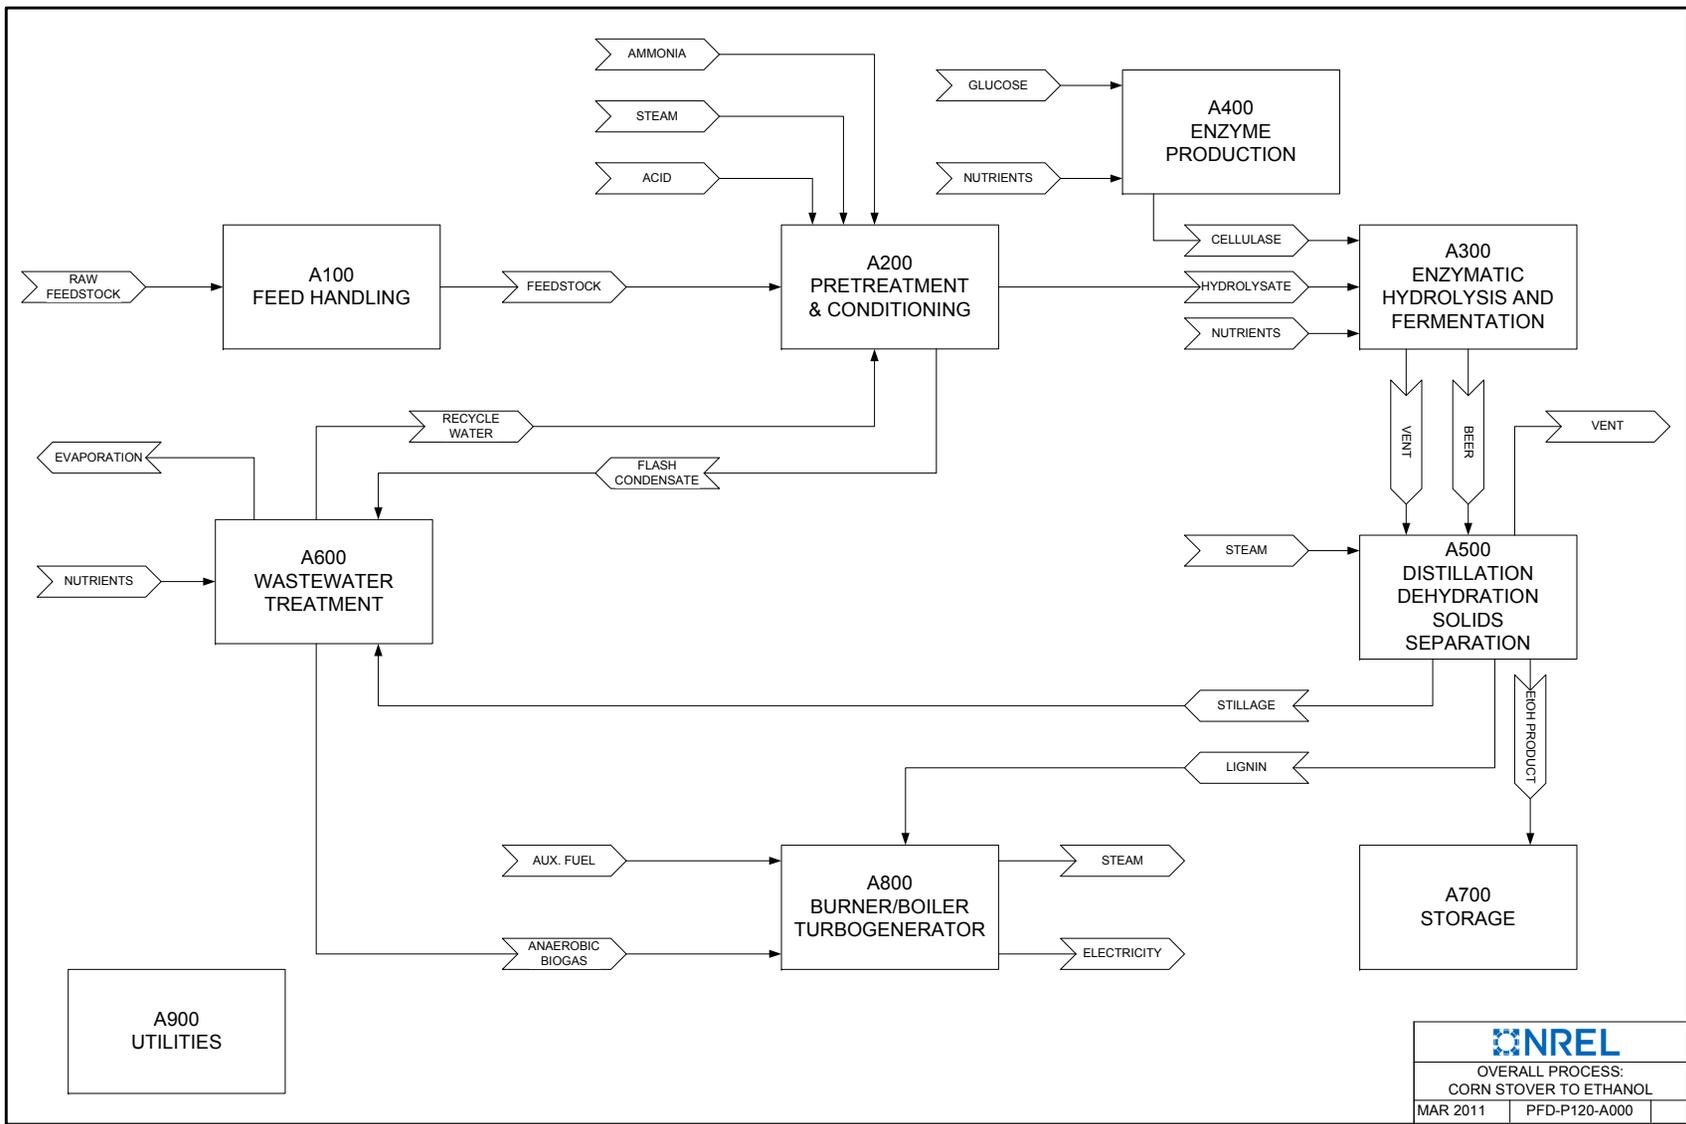 AMMONIA
STEAM
ACID
GLUCOSE
NUTRIENTS
A400
ENZYME
PRODUCTION
RAW
FEEDSTOCK
A100
FEED HANDLING
FEEDSTOCK
A200
PRETREATMENT
& CONDITIONING
CELLULASE
HYDROLYSATE
NUTRIENTS
A300
ENZYMATIC
HYDROLYSIS AND
FERMENTATION
RECYCLE
WATER
EVAPORATION
FLASH
CONDENSATE
VENT
BEER
VENT
NUTRIENTS
A600
WASTEWATER
TREATMENT
STEAM
A500
DISTILLATION
DEHYDRATION
SOLIDS
SEPARATION
STILLAGE
LIGNIN
EtOH PRODUCT
AUX. FUEL
ANAEROBIC
BIOGAS
A800
BURNER/BOILER
TURBOGENERATOR
STEAM
ELECTRICITY
A700
STORAGE
A900
UTILITIES
NREL
OVERALL PROCESS:
CORN STOVER TO ETHANOL
MAR 2011 PFD-P120-A000